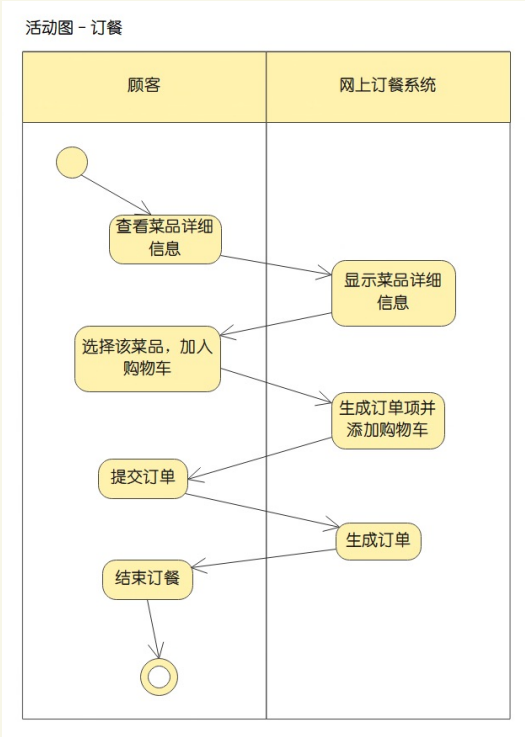 活动图 - 订餐
顾客
网上订餐系统
查看菜品详细
信息
显示菜品详细
信息
选择该菜品，加入
购物车
生成订单项并
添加购物车
提交订单
生成订单
结束订餐